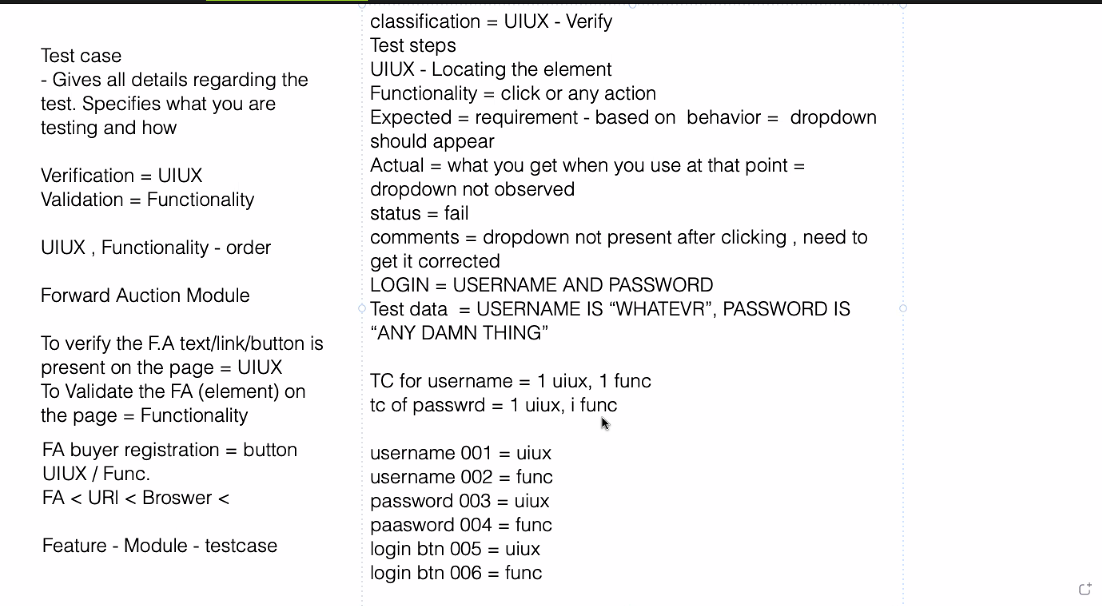 Test case
- Gives all details regarding the
test. Specifies what you are
testing and how
Verification = UIUX
Validation = Functionality
UIUX , Functionality - order
Forward Auction Module
To verify the F.A text/link/button is
present on the page = UIUX
To Validate the FA (element) on
the page = Functionality
FA buyer registration = button
UIUX / Func.
FA < URl < Broswer <
Feature - Module - testcase
classification = UIUX - Verify
Test steps
UIUX - Locating the element
Functionality = click or any action
Expected = requirement - based on  behavior =  dropdown
should appear
Actual = what you get when you use at that point =
dropdown not observed
status = fail
comments = dropdown not present after clicking , need to
get it corrected
LOGIN = USERNAME AND PASSWORD
Test data  = USERNAME IS “WHATEVR”, PASSWORD IS
“ANY DAMN THING”
TC for username = 1 uiux, 1 func
tc of passwrd = 1 uiux, i func
username 001 = uiux
username 002 = func
password 003 = uiux
paasword 004 = func
login btn 005 = uiux
login btn 006 = func